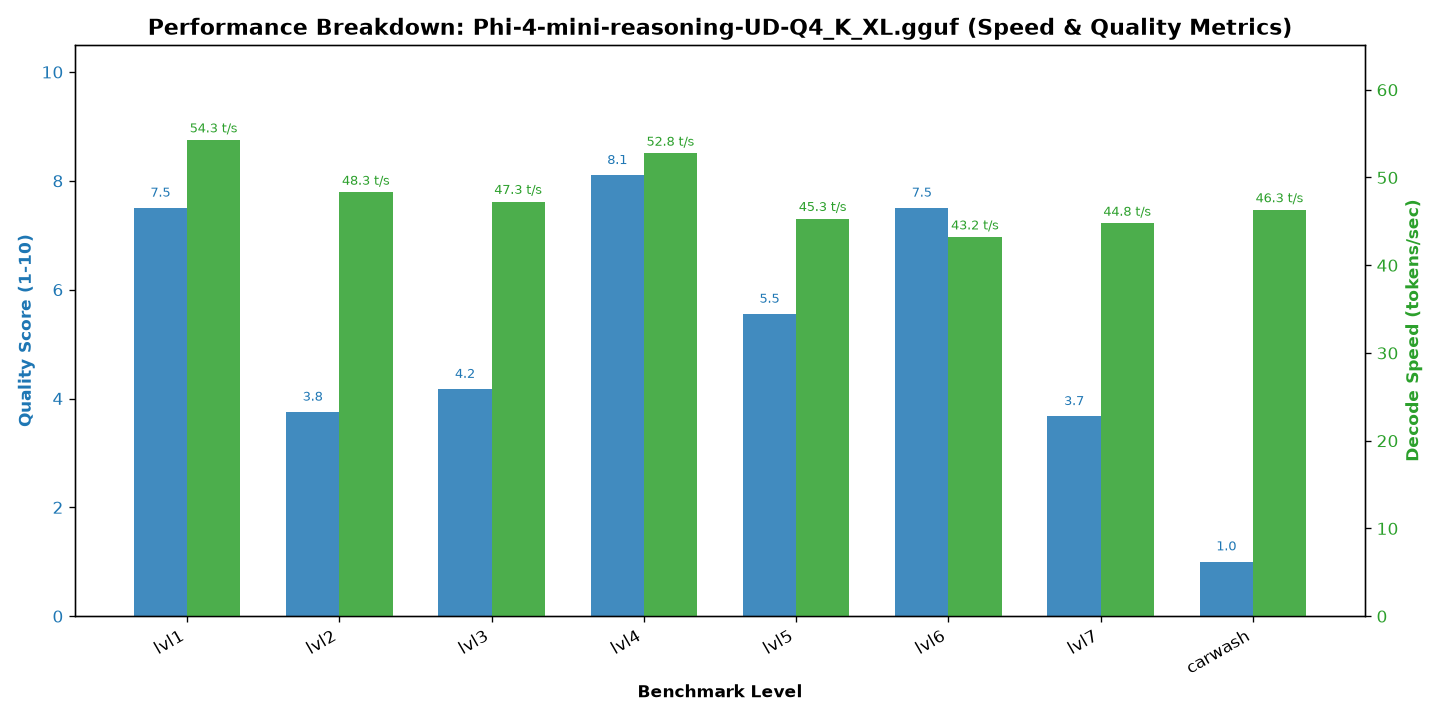 Performance Breakdown: Phi-4-mini-reasoning-UD-Q4_K_XL.gguf (Speed & Quality Metrics)
Quality Score (1-10)
10
8
6
4
2
0
7.5
54.3 t/s
3.8
48.3 t/s
4.2
47.3 t/s
8.1
52.8 t/s
5.5
45.3 t/s
7.5
43.2 t/s
3.7
44.8 t/s
1.0
46.3 t/s
60
50
40
30
20
10
0
Decode Speed (tokens/sec)
lvl1
lvl2
lvl3
lvl4
lvl5
lvl6
lvl7
carwash
Benchmark Level